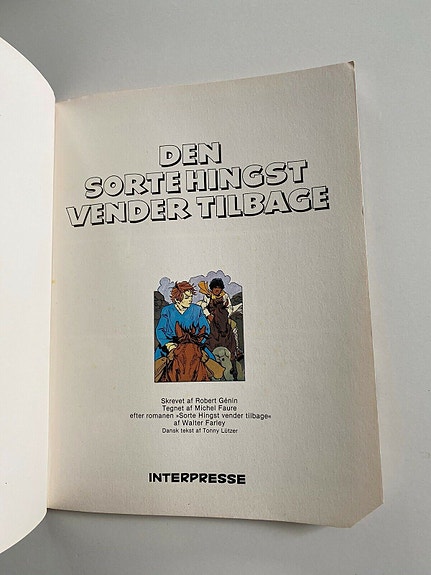 DEN
SORTE HINGST
VENDER TILBAGE
Skrevet af Robert Génin
Tegnet af Michel Faure
efter romanen »Sorte Hingst vender tilbage«
af Walter Farley
Dansk tekst af Tonny Lützer
INTERPRESSE